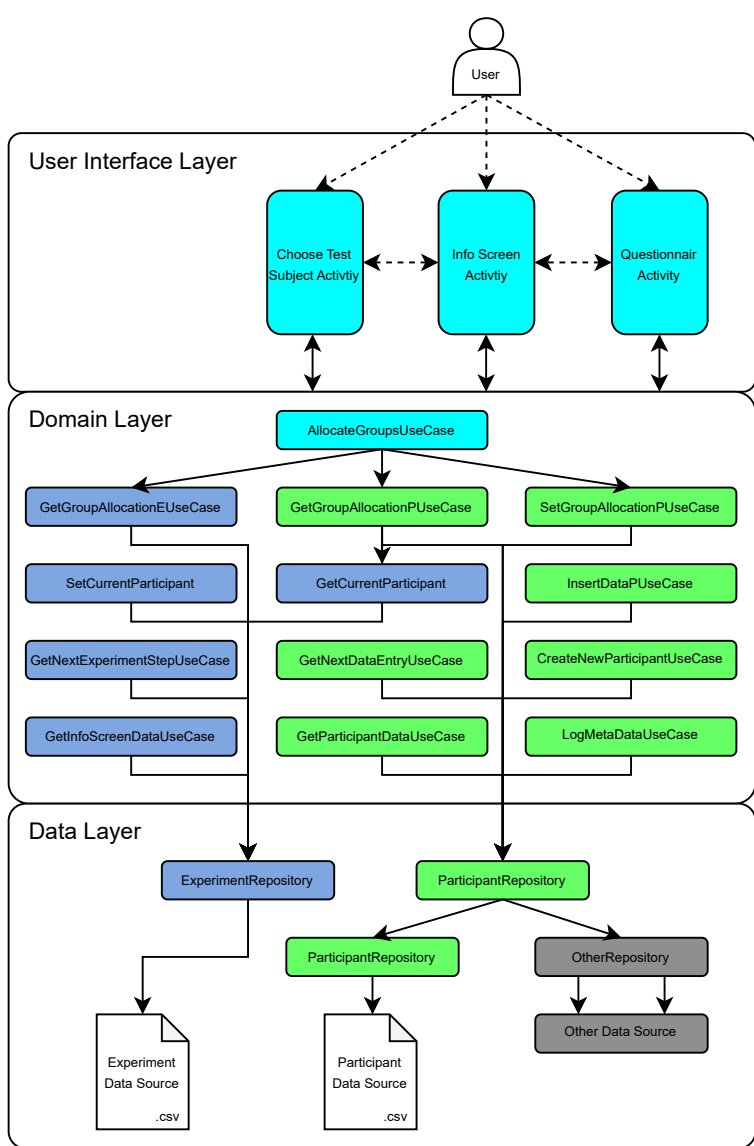 User
User Interface Layer
Choose Test
Subject Activtiy
Info Screen
Activtiy
Questionnair
Activity
Domain Layer
AllocateGroupsUseCase
GetGroupAllocationEUseCase
GetGroupAllocationPUseCase
SetGroupAllocationPUseCase
SetCurrentParticipant
GetCurrentParticipant
InsertDataPUseCase
GetNextExperimentStepUseCase
GetNextDataEntryUseCase
CreateNewParticipantUseCase
GetInfoScreenDataUseCase
GetParticipantDataUseCase
LogMetaDataUseCase
Data Layer
ExperimentRepository
ParticipantRepository
ParticipantRepository
OtherRepository
Other Data Source
Experiment
Data Source
.csv
Participant
Data Source
.csv